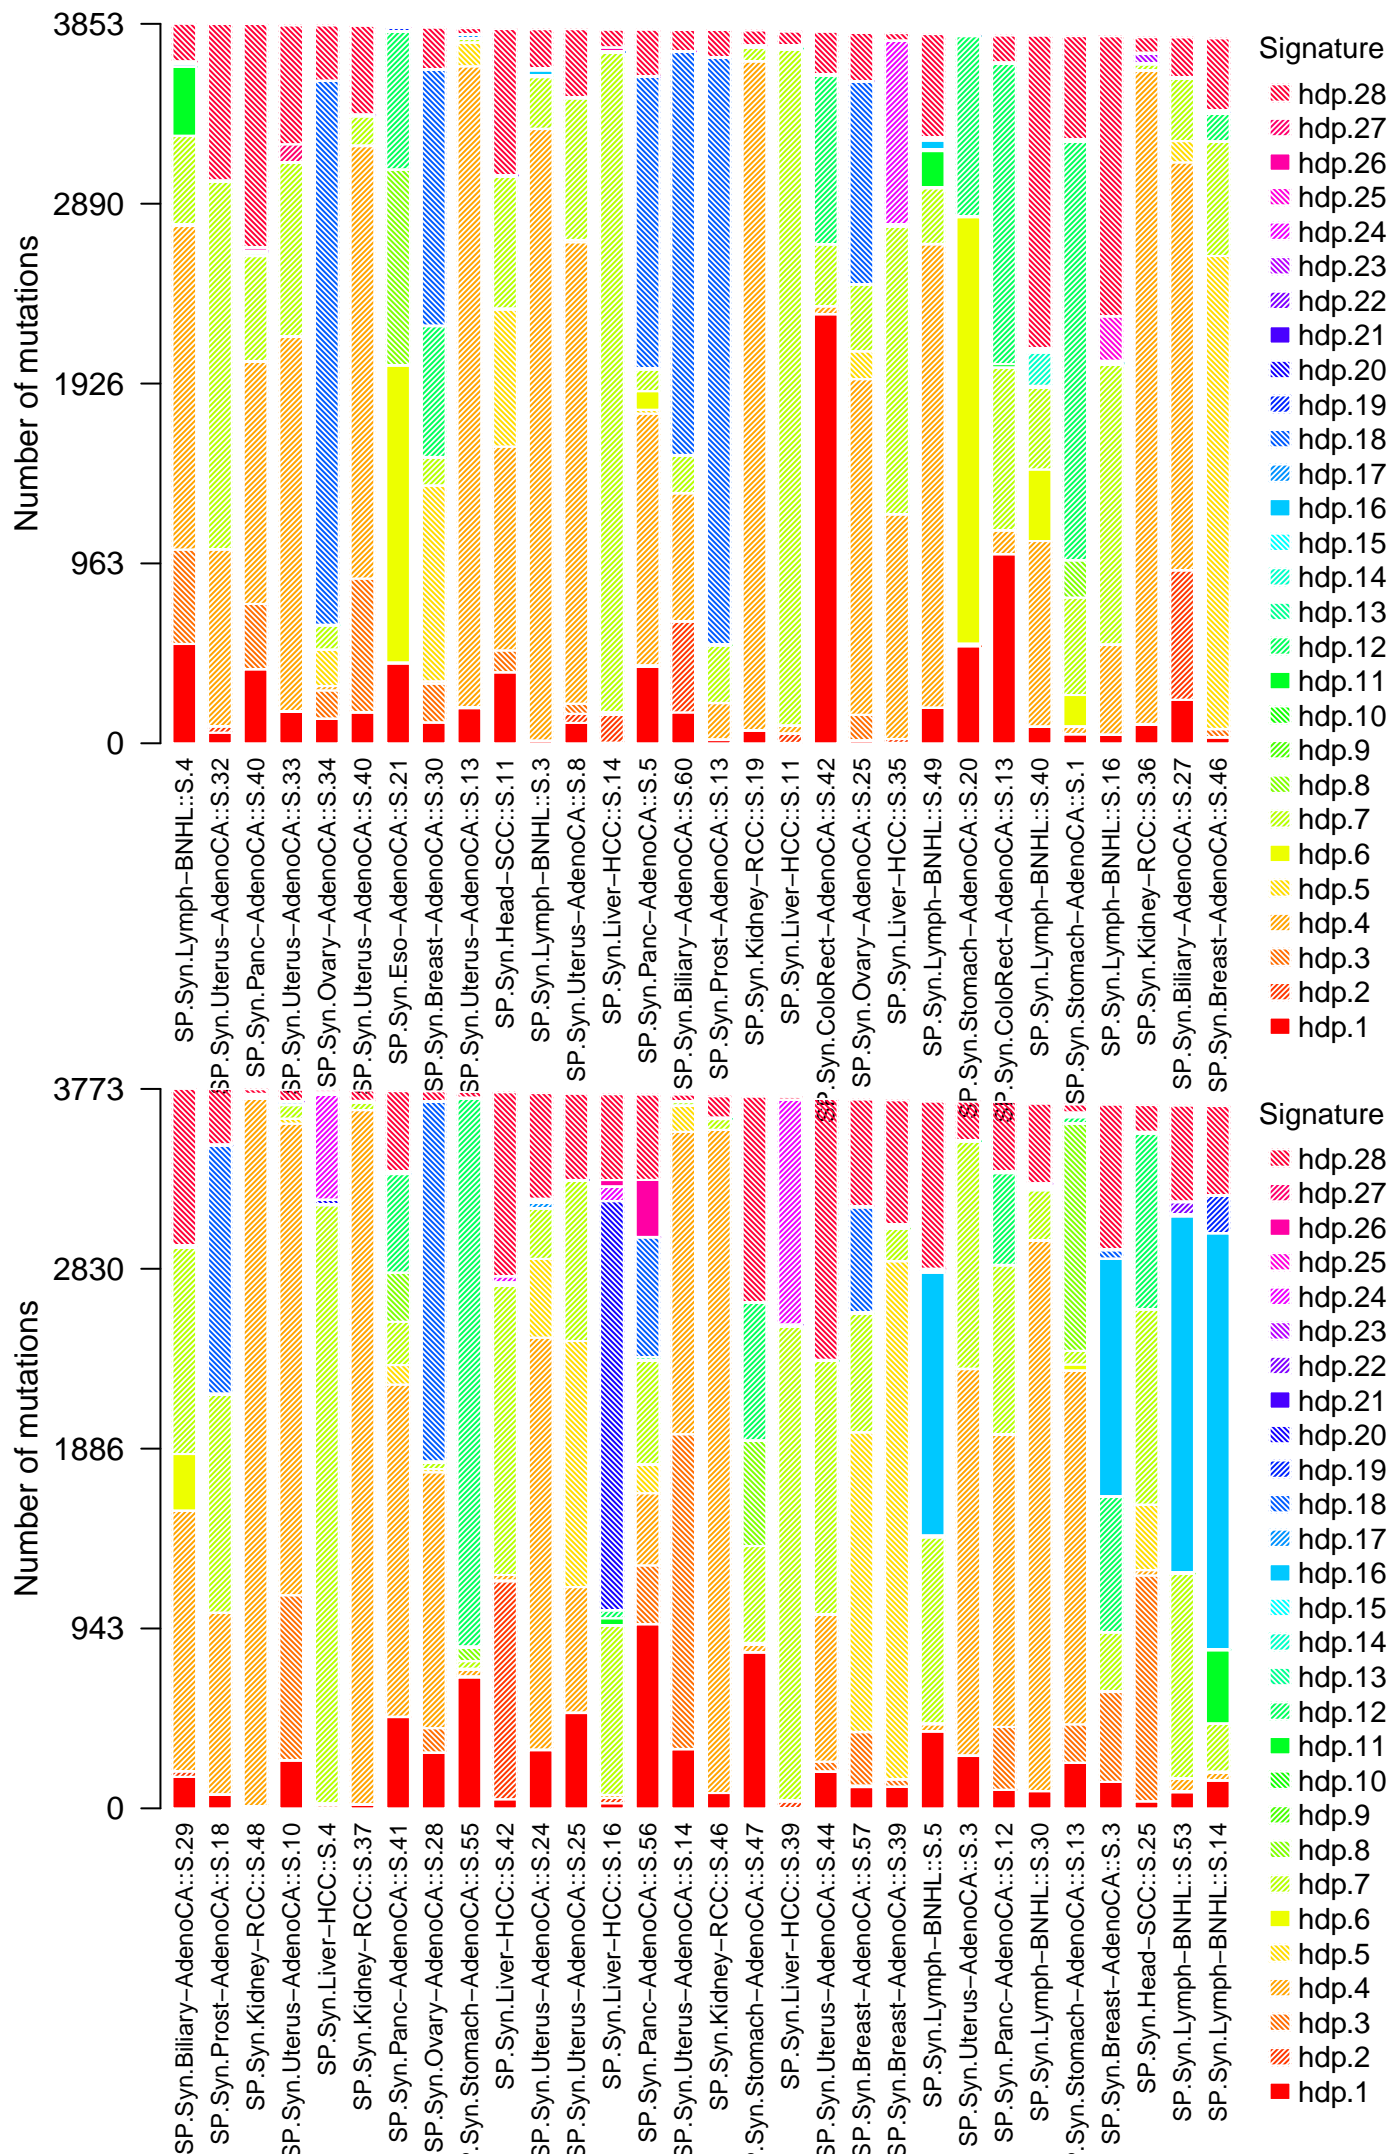 Number of mutations
3853
2890
1926
963
0
SP.Syn.Lymph−BNHL::S.4
SP.Syn.Uterus−AdenoCA::S.32
SP.Syn.Panc−AdenoCA::S.40
SP.Syn.Uterus−AdenoCA::S.33
SP.Syn.Ovary−AdenoCA::S.34
SP.Syn.Uterus−AdenoCA::S.40
SP.Syn.Eso−AdenoCA::S.21
SP.Syn.Breast−AdenoCA::S.30
SP.Syn.Uterus−AdenoCA::S.13
SP.Syn.Head−SCC::S.11
SP.Syn.Lymph−BNHL::S.3
SP.Syn.Uterus−AdenoCA::S.8
SP.Syn.Liver−HCC::S.14
SP.Syn.Panc−AdenoCA::S.5
SP.Syn.Biliary−AdenoCA::S.60
SP.Syn.Prost−AdenoCA::S.13
SP.Syn.Kidney−RCC::S.19
SP.Syn.Liver−HCC::S.11
SP.Syn.ColoRect−AdenoCA::S.42
SP.Syn.Ovary−AdenoCA::S.25
SP.Syn.Liver−HCC::S.35
SP.Syn.Lymph−BNHL::S.49
SP.Syn.Stomach−AdenoCA::S.20
SP.Syn.ColoRect−AdenoCA::S.13
SP.Syn.Lymph−BNHL::S.40
SP.Syn.Stomach−AdenoCA::S.1
SP.Syn.Lymph−BNHL::S.16
SP.Syn.Kidney−RCC::S.36
SP.Syn.Biliary−AdenoCA::S.27
SP.Syn.Breast−AdenoCA::S.46
Signature
hdp.28
hdp.27
hdp.26
hdp.25
hdp.24
hdp.23
hdp.22
hdp.21
hdp.20
hdp.19
hdp.18
hdp.17
hdp.16
hdp.15
hdp.14
hdp.13
hdp.12
hdp.11
hdp.10
hdp.9
hdp.8
hdp.7
hdp.6
hdp.5
hdp.4
hdp.3
hdp.2
hdp.1
Number of mutations
3773
2830
1886
943
0
SP.Syn.Biliary−AdenoCA::S.29
SP.Syn.Prost−AdenoCA::S.18
SP.Syn.Kidney−RCC::S.48
SP.Syn.Uterus−AdenoCA::S.10
SP.Syn.Liver−HCC::S.4
SP.Syn.Kidney−RCC::S.37
SP.Syn.Panc−AdenoCA::S.41
SP.Syn.Ovary−AdenoCA::S.28
P.Syn.Stomach−AdenoCA::S.55
SP.Syn.Liver−HCC::S.42
SP.Syn.Uterus−AdenoCA::S.24
SP.Syn.Uterus−AdenoCA::S.25
SP.Syn.Liver−HCC::S.16
SP.Syn.Panc−AdenoCA::S.56
SP.Syn.Uterus−AdenoCA::S.14
SP.Syn.Kidney−RCC::S.46
P.Syn.Stomach−AdenoCA::S.47
SP.Syn.Liver−HCC::S.39
SP.Syn.Uterus−AdenoCA::S.44
SP.Syn.Breast−AdenoCA::S.57
SP.Syn.Breast−AdenoCA::S.39
SP.Syn.Lymph−BNHL::S.5
SP.Syn.Uterus−AdenoCA::S.3
SP.Syn.Panc−AdenoCA::S.12
SP.Syn.Lymph−BNHL::S.30
P.Syn.Stomach−AdenoCA::S.13
SP.Syn.Breast−AdenoCA::S.3
SP.Syn.Head−SCC::S.25
SP.Syn.Lymph−BNHL::S.53
SP.Syn.Lymph−BNHL::S.14
Signature
hdp.28
hdp.27
hdp.26
hdp.25
hdp.24
hdp.23
hdp.22
hdp.21
hdp.20
hdp.19
hdp.18
hdp.17
hdp.16
hdp.15
hdp.14
hdp.13
hdp.12
hdp.11
hdp.10
hdp.9
hdp.8
hdp.7
hdp.6
hdp.5
hdp.4
hdp.3
hdp.2
hdp.1